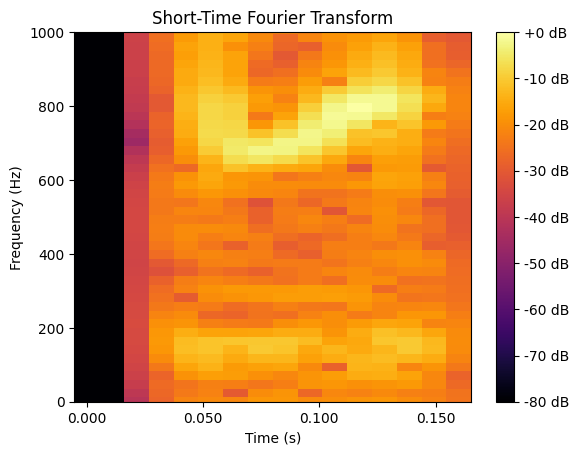 Short-Time Fourier Transform
Frequency (Hz)
1000
800
600
400
200
0
0.000
0.050
0.100
0.150
Time (s)
+0 dB
-10 dB
-20 dB
-30 dB
-40 dB
-50 dB
-60 dB
-70 dB
-80 dB